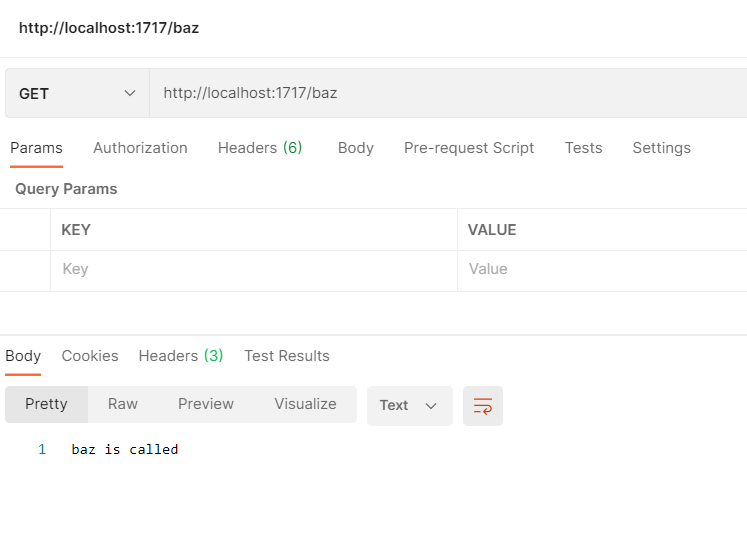 http://localhost:1717/baz
GET http://localhost:1717/baz
Params Authorization Headers (6) Body Pre-request Script Tests Settings
Query Params
KEY VALUE
Key Value
Body Cookies Headers (3) Test Results
Pretty Raw Preview Visualize Text
1 baz is called